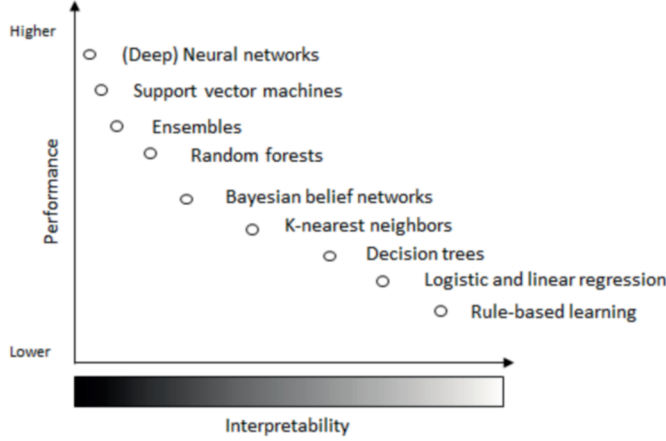 Higher
(Deep) Neural networks
Support vector machines
Ensembles
Random forests
Performance
Bayesian belief networks
K-nearest neighbors
Decision trees
Logistic and linear regression
Rule-based learning
Lower
Interpretability